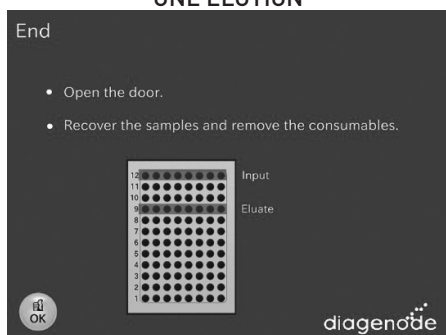 ONE ELUTION
End
• Open the door.
• Recover the samples and remove the consumables.
12
Input
11
10
9
Eluate
8
7
6
5
4
3
2
1
OK
diagenode